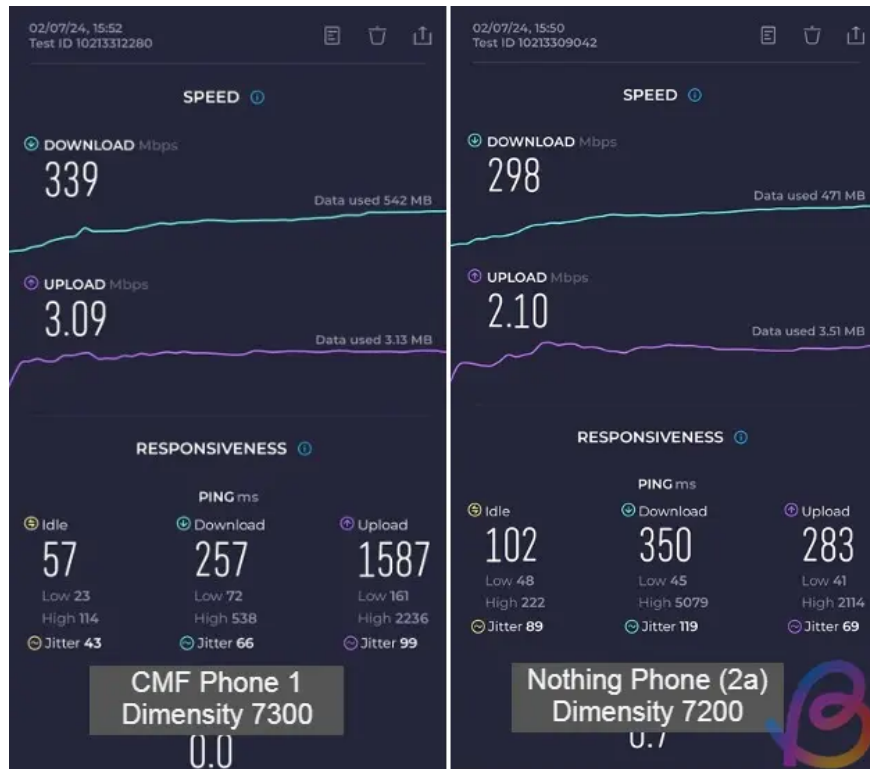 02/07/24, 15:52
Test ID 10213312280
SPEED
DOWNLOAD Mbps
339
Data used 542 MB
UPLOAD Mbps
3.09
Data used 3.13 MB
RESPONSIVENESS
PING ms
Idle Download Upload
57 257 1587
Low 23 Low 72 Low 161
High 114 High 538 High 2236
Jitter 43 Jitter 66 Jitter 99
CMF Phone 1
Dimensity 7300
0.0
02/07/24, 15:50
Test ID 10213309042
SPEED
DOWNLOAD Mbps
298
Data used 471 MB
UPLOAD Mbps
2.10
Data used 3.51 MB
RESPONSIVENESS
PING ms
Idle Download Upload
102 350 283
Low 48 Low 45 Low 41
High 222 High 5079 High 2114
Jitter 89 Jitter 119 Jitter 69
Nothing Phone (2a)
Dimensity 7200
0.7